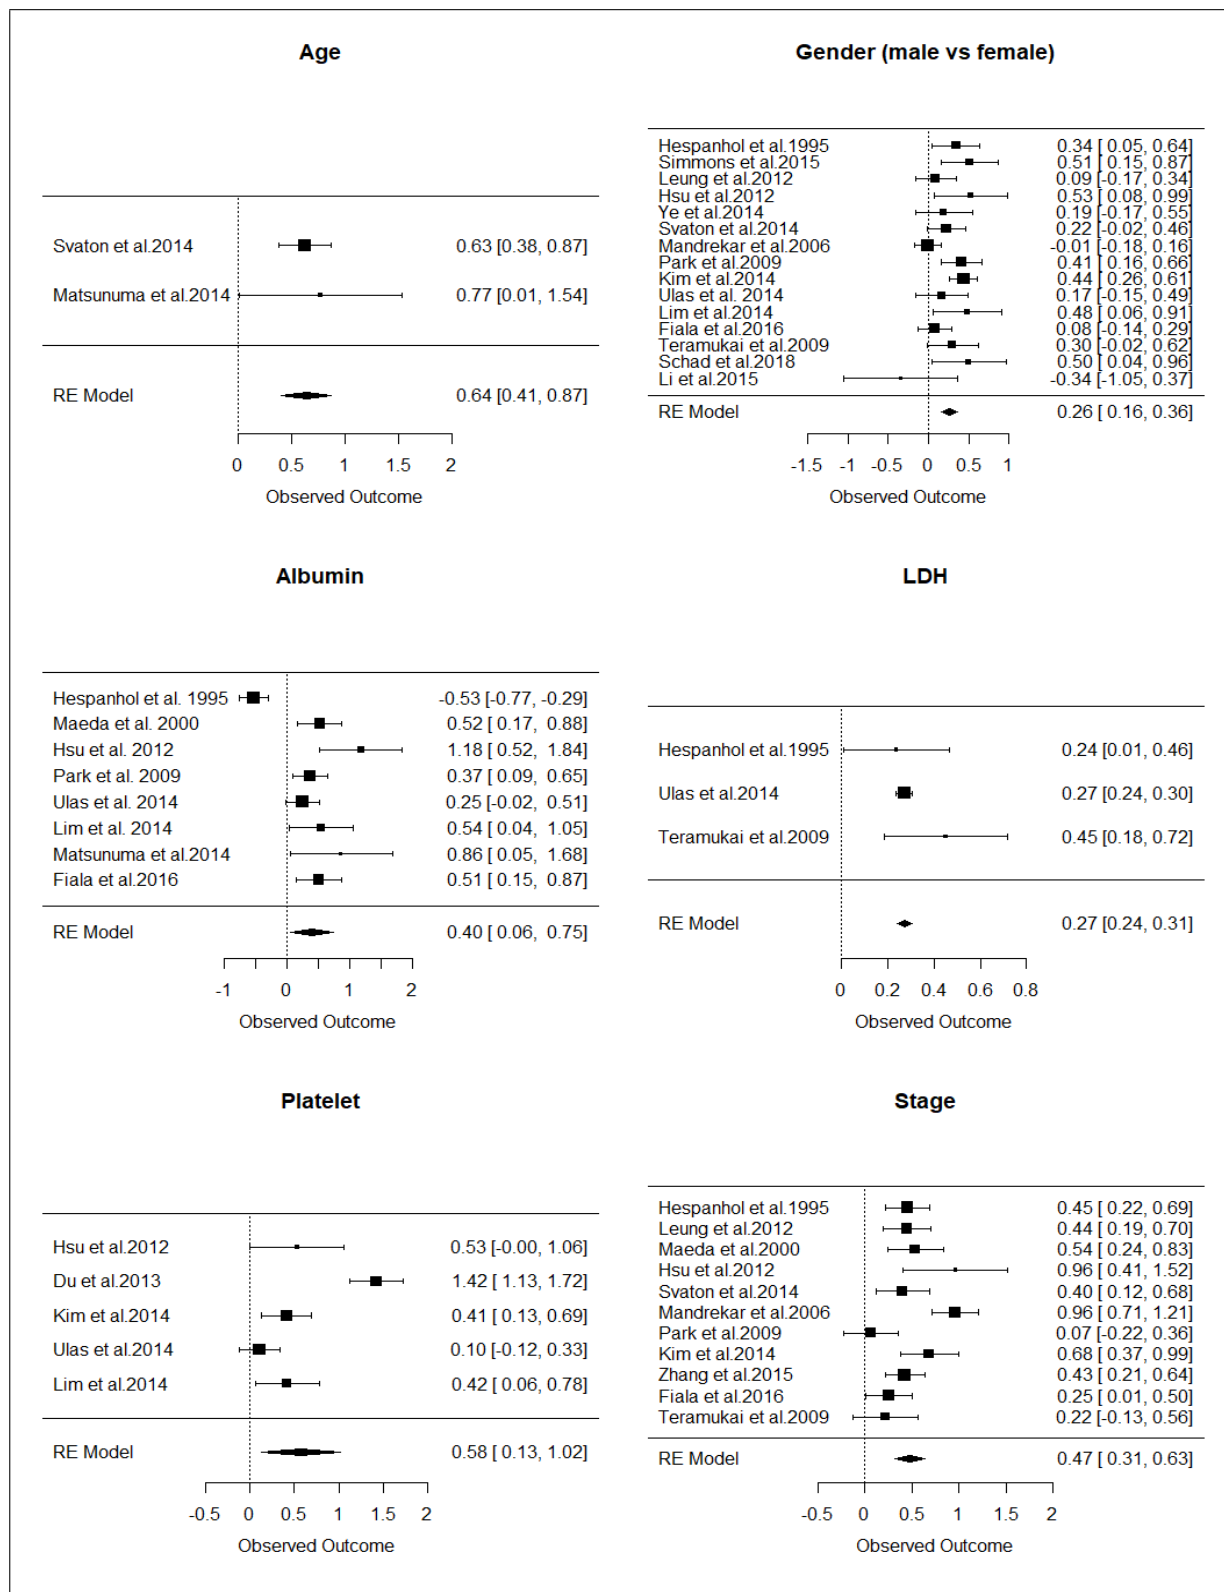 Age
Svaton et al.2014 0.63 [0.38, 0.87]
Matsunuma et al.2014 0.77 [0.01, 1.54]
RE Model 0.64 [0.41, 0.87]
0 0.5 1 1.5 2
Observed Outcome
Gender (male vs female)
Hespanhol et al.1995 0.34 [ 0.05, 0.64]
Simmons et al.2015 0.51 [ 0.15, 0.87]
Leung et al.2012 0.09 [-0.17, 0.34]
Hsu et al.2012 0.53 [ 0.08, 0.99]
Ye et al.2014 0.19 [-0.17, 0.55]
Svaton et al.2014 0.22 [-0.02, 0.46]
Mandrekar et al.2006 -0.01 [-0.18, 0.16]
Park et al.2009 0.41 [ 0.16, 0.66]
Kim et al.2014 0.44 [ 0.26, 0.61]
Ulas et al. 2014 0.17 [-0.15, 0.49]
Lim et al.2014 0.48 [ 0.06, 0.91]
Fiala et al.2016 0.08 [-0.14, 0.29]
Teramukai et al.2009 0.30 [-0.02, 0.62]
Schad et al.2018 0.50 [ 0.04, 0.96]
Li et al.2015 -0.34 [-1.05, 0.37]
RE Model 0.26 [ 0.16, 0.36]
-1.5 -1 -0.5 0 0.5 1
Observed Outcome
Albumin
Hespanhol et al. 1995 -0.53 [-0.77, -0.29]
Maeda et al. 2000 0.52 [ 0.17, 0.88]
Hsu et al. 2012 1.18 [ 0.52, 1.84]
Park et al. 2009 0.37 [ 0.09, 0.65]
Ulas et al. 2014 0.25 [-0.02, 0.51]
Lim et al. 2014 0.54 [ 0.04, 1.05]
Matsunuma et al.2014 0.86 [ 0.05, 1.68]
Fiala et al.2016 0.51 [ 0.15, 0.87]
RE Model 0.40 [ 0.06, 0.75]
-1 0 1 2
Observed Outcome
LDH
Hespanhol et al.1995 0.24 [0.01, 0.46]
Ulas et al.2014 0.27 [0.24, 0.30]
Teramukai et al.2009 0.45 [0.18, 0.72]
RE Model 0.27 [0.24, 0.31]
0 0.2 0.4 0.6 0.8
Observed Outcome
Platelet
Hsu et al.2012 0.53 [-0.00, 1.06]
Du et al.2013 1.42 [ 1.13, 1.72]
Kim et al.2014 0.41 [ 0.13, 0.69]
Ulas et al.2014 0.10 [-0.12, 0.33]
Lim et al.2014 0.42 [ 0.06, 0.78]
RE Model 0.58 [ 0.13, 1.02]
-0.5 0 0.5 1 1.5 2
Observed Outcome
Stage
Hespanhol et al.1995 0.45 [ 0.22, 0.69]
Leung et al.2012 0.44 [ 0.19, 0.70]
Maeda et al.2000 0.54 [ 0.24, 0.83]
Hsu et al.2012 0.96 [ 0.41, 1.52]
Svaton et al.2014 0.40 [ 0.12, 0.68]
Mandrekar et al.2006 0.96 [ 0.71, 1.21]
Park et al.2009 0.07 [-0.22, 0.36]
Kim et al.2014 0.68 [ 0.37, 0.99]
Zhang et al.2015 0.43 [ 0.21, 0.64]
Fiala et al.2016 0.25 [ 0.01, 0.50]
Teramukai et al.2009 0.22 [-0.13, 0.56]
RE Model 0.47 [ 0.31, 0.63]
-0.5 0 0.5 1 1.5 2
Observed Outcome